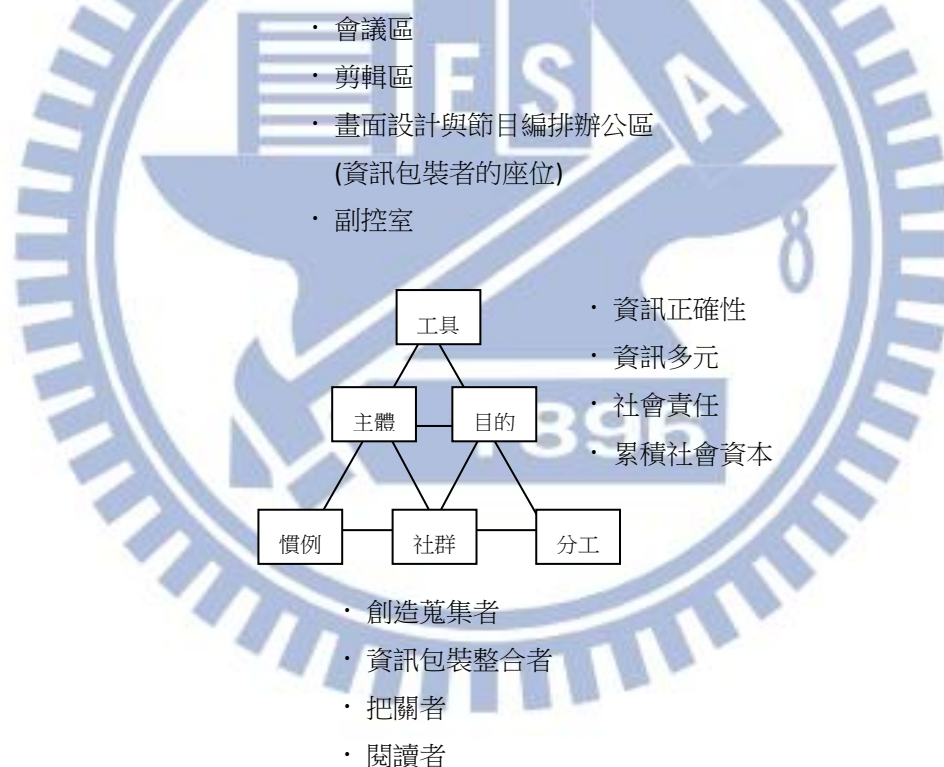 ・ 會議區
・ 剪輯區
・ 畫面設計與節目編排辦公區
(資訊包裝者的座位)
・ 副控室
工具
・ 資訊正確性
・ 資訊多元
・ 社會責任
・ 累積社會資本
主體
目的
慣例
社群
分工
・ 創造蒐集者
・ 資訊包裝整合者
・ 把關者
・ 閱讀者
E S A
1896